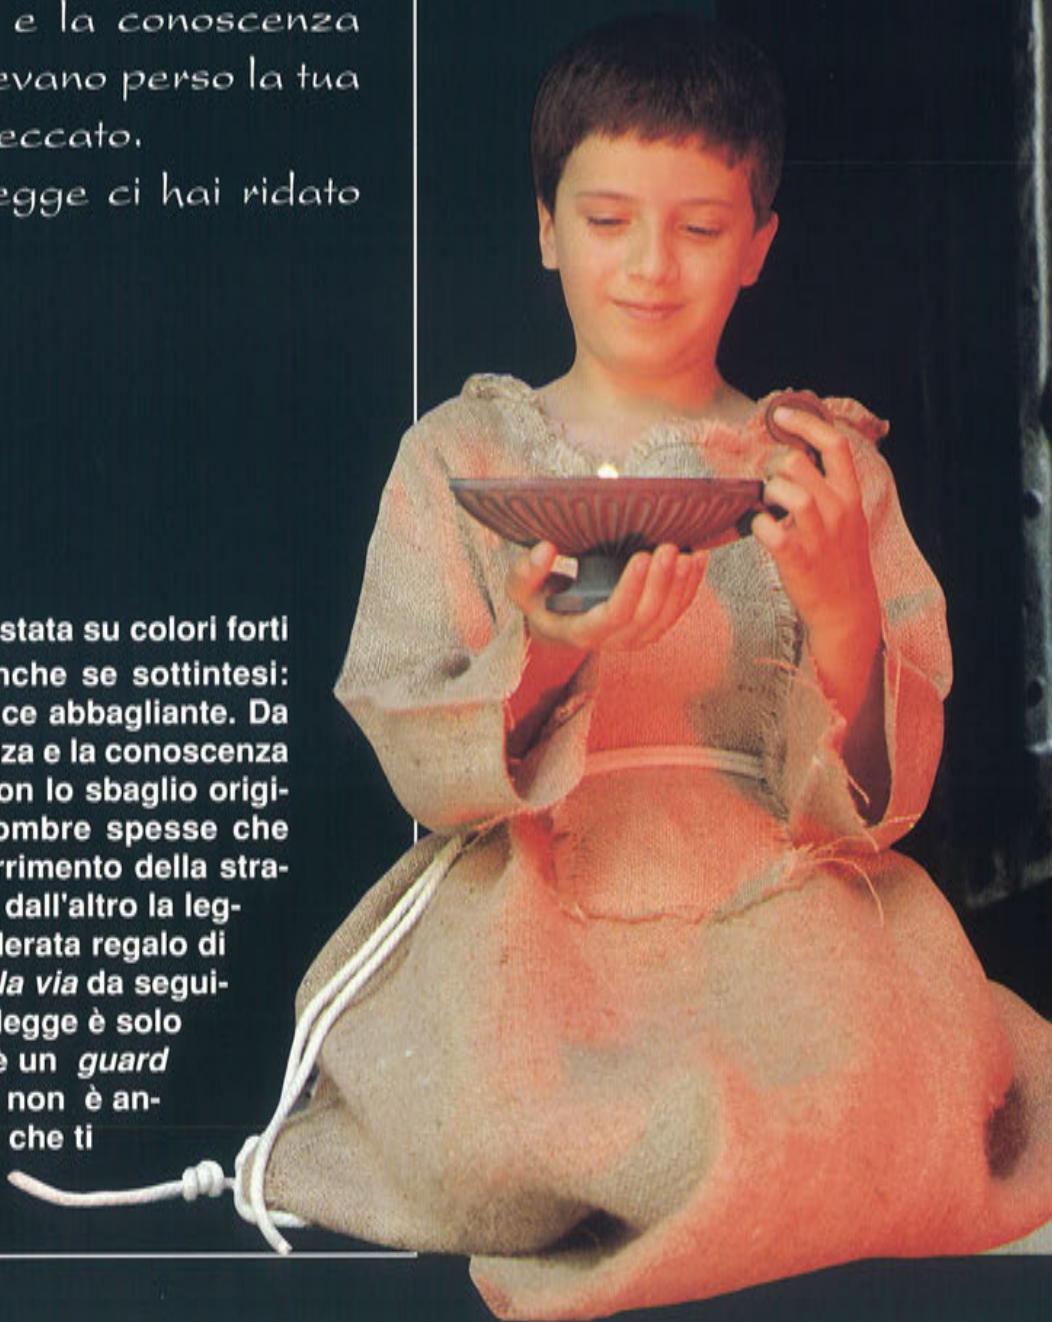 e la conoscenza
evano perso la tua
eccato.
egge ci hai ridato
stata su colori forti
nche se sottintesi:
ce abbagliante. Da
za e la conoscenza
on lo sbaglio origi-
ombre spesse che
rrimento della stra-
dall'altro la leg-
derata regalo di
la via da segui-
legge è solo
è un guard
non è an-
che ti